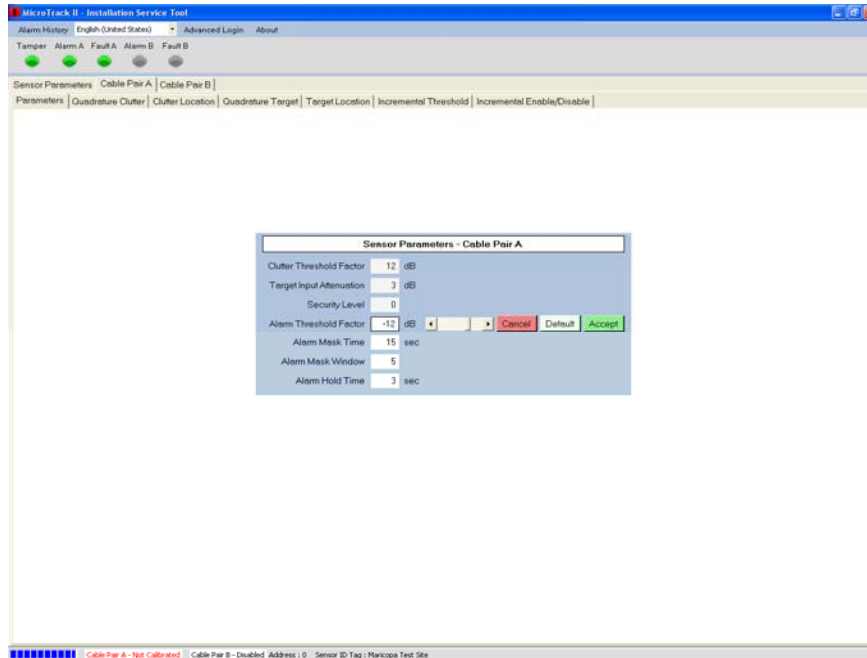 MicroTrack II - Installation Service Tool
Alarm History English (United States) Advanced Login About
Tamper Alarm A Fault A Alarm B Fault B
Sensor Parameters Cable Pair A Cable Pair B
Parameters Quadrature Clutter Clutter Location Quadrature Target Target Location Incremental Threshold Incremental Enable/Disable
Sensor Parameters - Cable Pair A
Clutter Threshold Factor 12 dB
Target Input Attenuation 3 dB
Security Level 0
Alarm Threshold Factor -12 dB Cancel Default Accept
Alarm Mask Time 15 sec
Alarm Mask Window 5
Alarm Hold Time 3 sec
Cable Pair A - Not Calibrated Cable Pair B - Disabled Address : 0 Sensor ID Tag : Maricopa Test Site